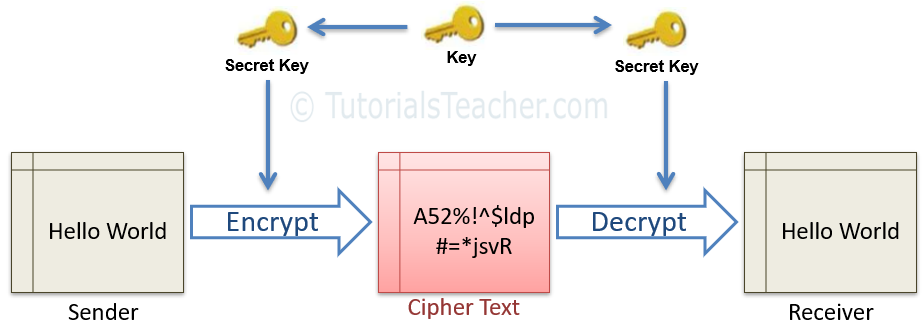 Secret Key
Key
Secret Key
© TutorialsTeacher.com
Hello World
Encrypt
A52%!^$ldp
#=*jsvR
Decrypt
Hello World
Sender
Cipher Text
Receiver